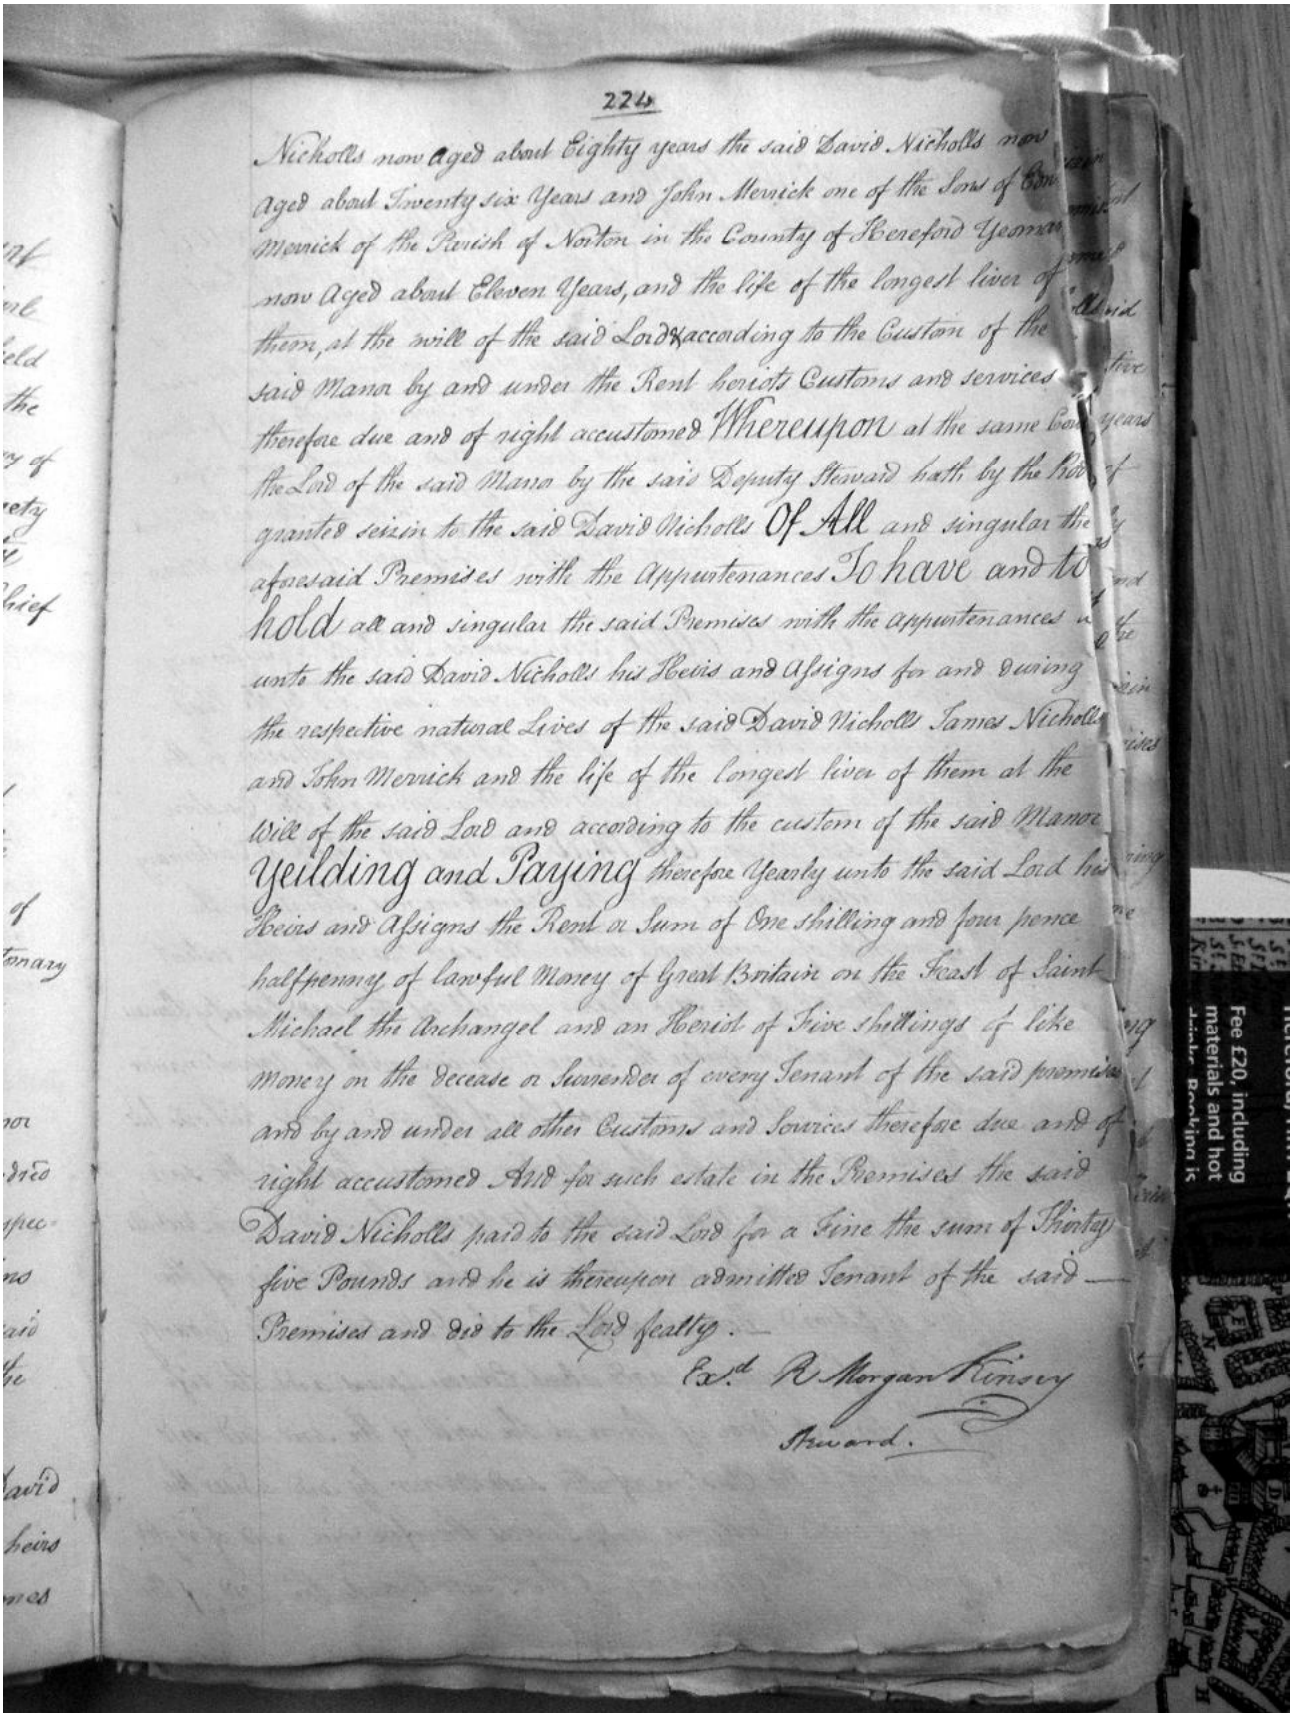 224
Nicholls now aged about Eighty years the said David Nicholls now
Aged about Twenty six Years and John Merrick one of the Sons of
Merrick of the Parish of Norton in the County of Hereford Yeoman
now Aged about Eleven Years, and the life of the longest liver of
them, at the will of the said Lord & according to the Custom of the
said Manor by and under the Rent heriots Customs and services
therefore due and of right accustomed Whereupon at the same
the Lord of the said Manor by the said Deputy Steward hath by the Rod
granted seizin to the said David Nicholls Of All and singular the
aforesaid Premises with the Appurtenances To have and to
hold all and singular the said Premises with the appurtenances
unto the said David Nicholls his Heirs and Assigns for and during
the respective natural Lives of the said David Nicholls James Nicholls
and John Merrick and the life of the longest liver of them at the
Will of the said Lord and according to the custom of the said Manor
Yeilding and Paying therefore Yearly unto the said Lord his
Heirs and Assigns the Rent or Sum of One shilling and four pence
halfpenny of lawful Money of Great Britain on the Feast of Saint
Michael the Archangel and an Heriot of Five shillings of like
Money on the decease or Surrender of every Tenant of the said premises
and by and under all other Customs and Services therefore due and of
right accustomed And for such estate in the Premises the said
David Nicholls paid to the said Lord for a Fine the sum of Thirty
five Pounds and he is thereupon admitted Tenant of the said —
Premises and did to the Lord fealty. —
Exd. R Morgan Kinsey
Steward.
eld
the
of
hief
of
tonary
said
the
David
heirs
years
Fee £20, including
materials and hot
drinks. Booking is